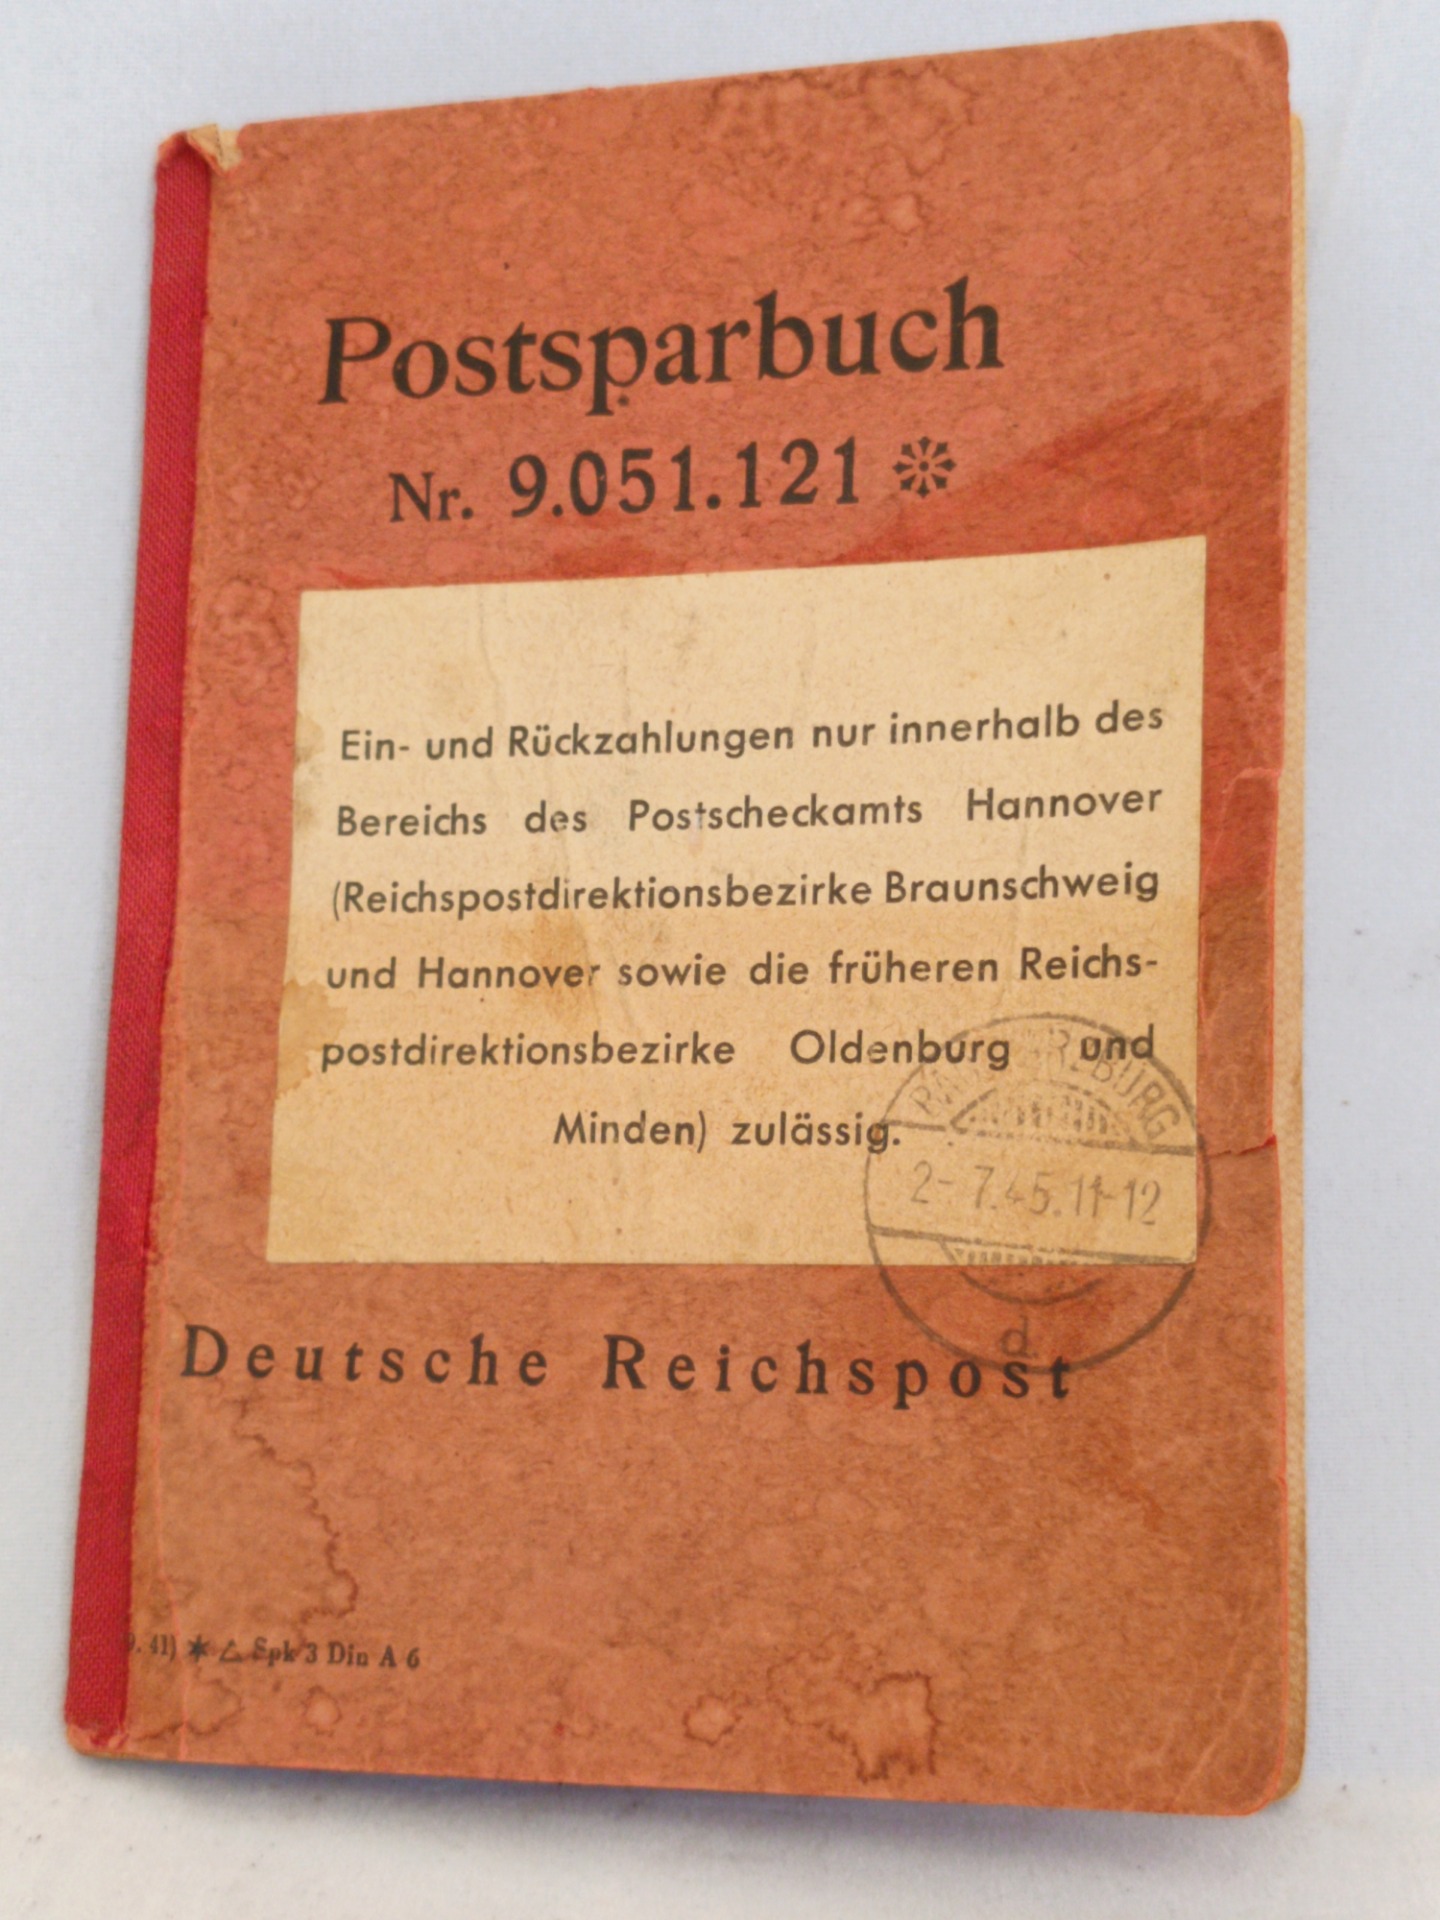 Postsparbuch
Nr. 9.051.121
Ein- und Rückzahlungen nur innerhalb des
Bereichs des Postscheckamts Hannover
(Reichspostdirektionsbezirke Braunschweig
und Hannover sowie die früheren Reichs-
postdirektionsbezirke Oldenburg und
Minden) zulässig.
2-7.45.11-12
d
Deutsche Reichspost
. 41) Spk 3 Din A 6